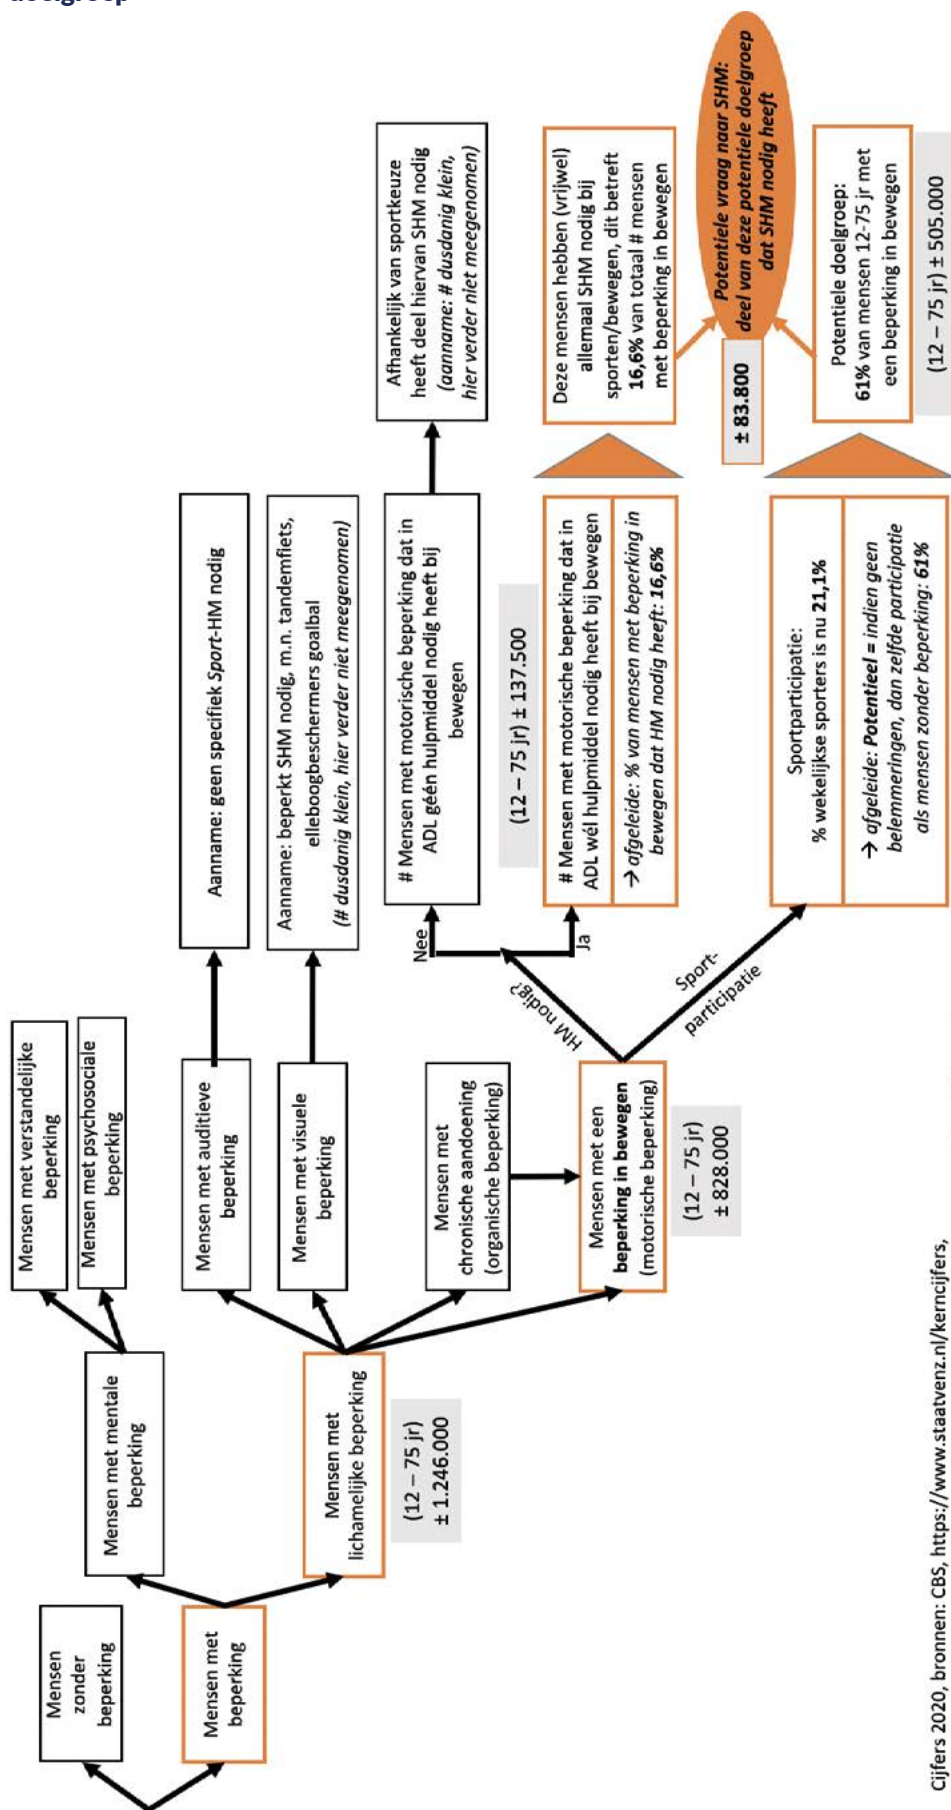 doelgroep
Mensen
zonder
beperking
Mensen met
beperking
Mensen met mentale
beperking
Mensen met
lichamelijke beperking
(12 – 75 jr)
± 1.246.000
Mensen met verstandelijke
beperking
Mensen met psychosociale
beperking
Mensen met auditieve
beperking
Mensen met visuele
beperking
Mensen met
chronische aandoening
(organische beperking)
Mensen met een
beperking in bewegen
(motorische beperking)
(12 – 75 jr)
± 828.000
HM nodig?
Nee
Ja
Sport-
participatie
Aanname: geen specifiek Sport-HM nodig
Aanname: beperkt SHM nodig, m.n. tandemfiets,
elleboogbeschermers goalbal
(# dusdanig klein, hier verder niet meegenomen)
# Mensen met motorische beperking dat in
ADL géén hulpmiddel nodig heeft bij
bewegen
(12 – 75 jr) ± 137.500
# Mensen met motorische beperking dat in
ADL wél hulpmiddel nodig heeft bij bewegen
→ afgeleide: % van mensen met beperking in
bewegen dat HM nodig heeft: 16,6%
Sportparticipatie:
% wekelijkse sporters is nu 21,1%
→ afgeleide: Potentieel = indien geen
belemmeringen, dan zelfde participatie
als mensen zonder beperking: 61%
Afhankelijk van sportkeuze
heeft deel hiervan SHM nodig
(aanname: # dusdanig klein,
hier verder niet meegenomen)
Deze mensen hebben (vrijwel)
allemaal SHM nodig bij
sporten/bewegen, dit betreft
16,6% van totaal # mensen
met beperking in bewegen
± 83.800
Potentiele vraag naar SHM:
deel van deze potentiele doelgroep
dat SHM nodig heeft
Potentiele doelgroep:
61% van mensen 12-75 jr met
een beperking in bewegen
(12 – 75 jr) ± 505.000
Cijfers 2020, bronnen: CBS, https://www.staatvenz.nl/kerncijfers,